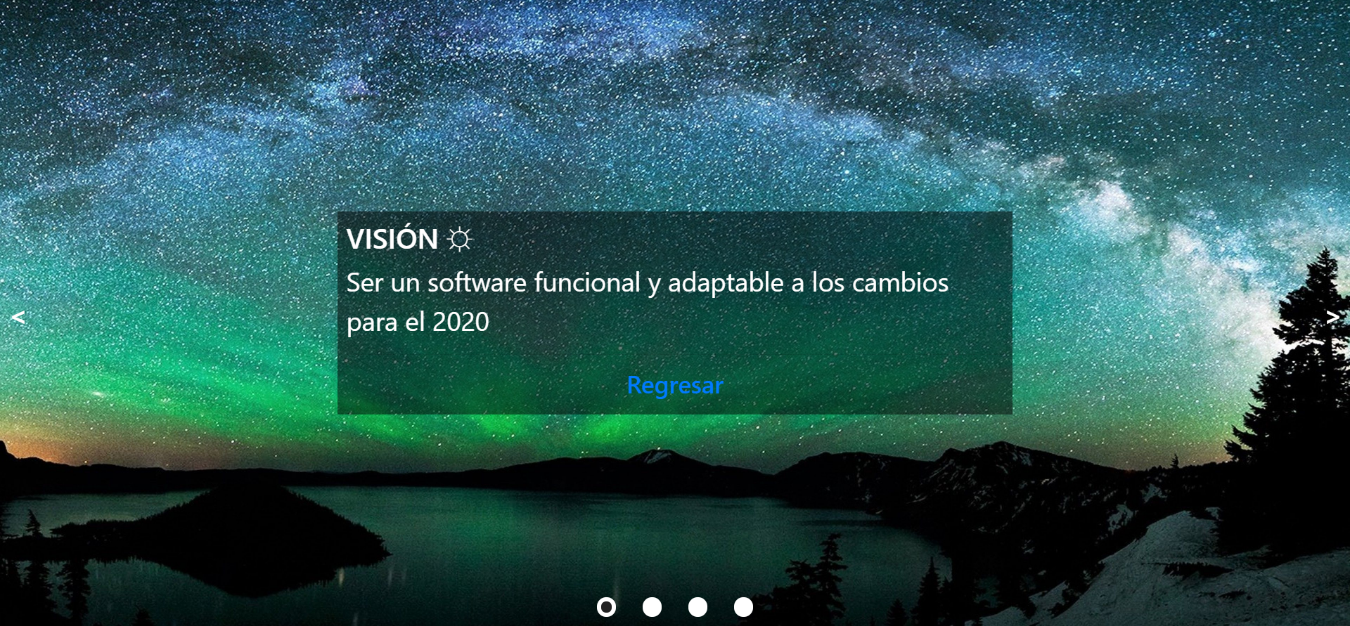 VISIÓN ☼
Ser un software funcional y adaptable a los cambios
para el 2020
< >
Regresar